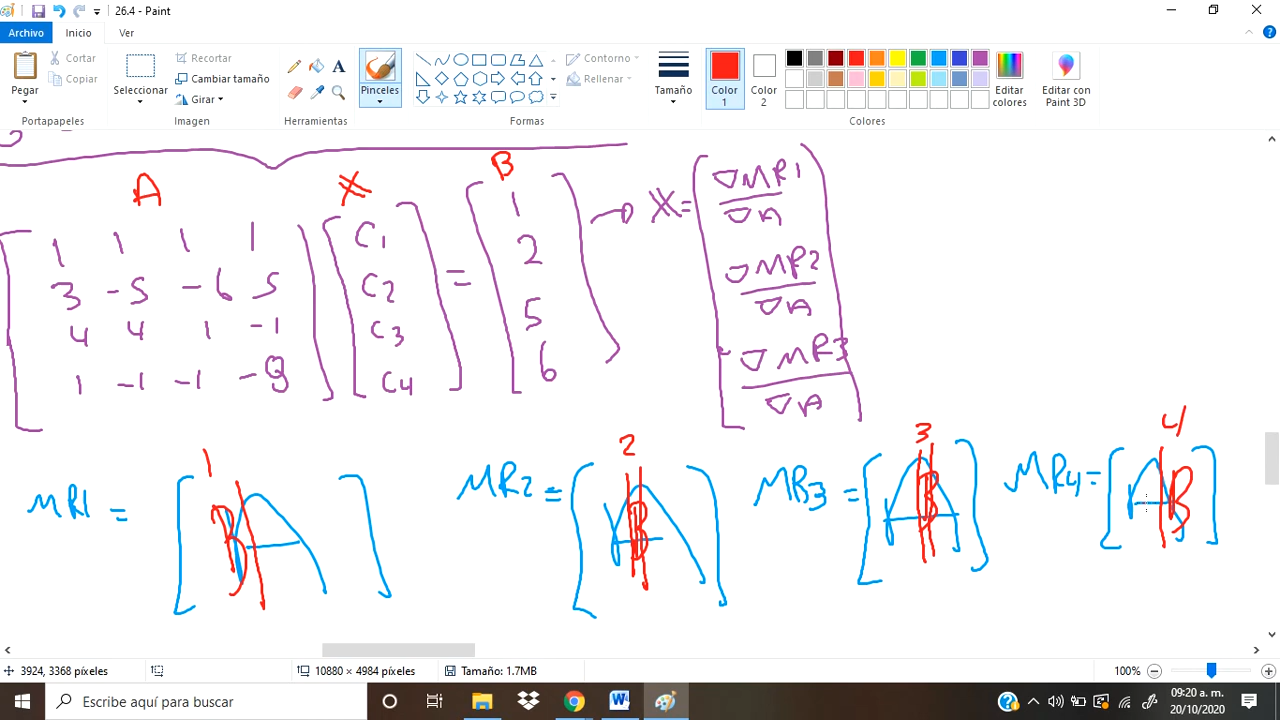 26.4 - Paint
Archivo Inicio Ver
Pegar
Cortar
Copiar
Portapapeles
Seleccionar
Recortar
Cambiar tamaño
Girar
Imagen
A
Herramientas
Pinceles
Contorno
Rellenar
Formas
Tamaño
Color 1
Color 2
Colores
Editar colores
Editar con Paint 3D
A X B
1 1 1 1
3 -5 -6 5
4 4 1 -1
1 -1 -1 -8
C1
C2
C3
C4
=
1
2
5
6
X =
∇MR1
∇A
∇MR2
∇A
∇MR3
∇A
1 2 3 4
MR1 = B A
MR2 = A B
MR3 = A B
MR4 = A B
3924, 3368 píxeles 10880 × 4984 píxeles Tamaño: 1.7MB 100%
Escribe aquí para buscar
09:20 a. m.
20/10/2020